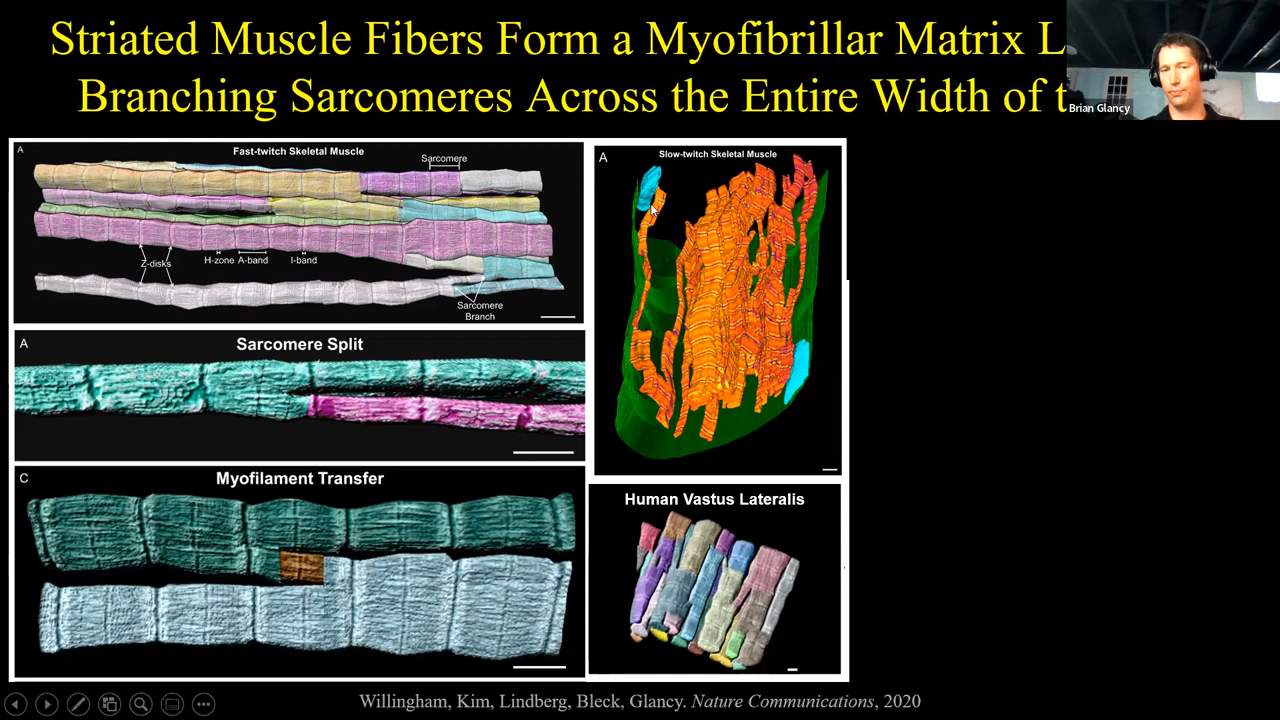 Striated Muscle Fibers Form a Myofibrillar Matrix L
Branching Sarcomeres Across the Entire Width of t
Brian Glancy
A
Fast-twitch Skeletal Muscle
Sarcomere
Z-disks
H-zone
A-band
I-band
Sarcomere
Branch
A
Sarcomere Split
C
Myofilament Transfer
A
Slow-twitch Skeletal Muscle
Human Vastus Lateralis
Willingham, Kim, Lindberg, Bleck, Glancy. Nature Communications, 2020